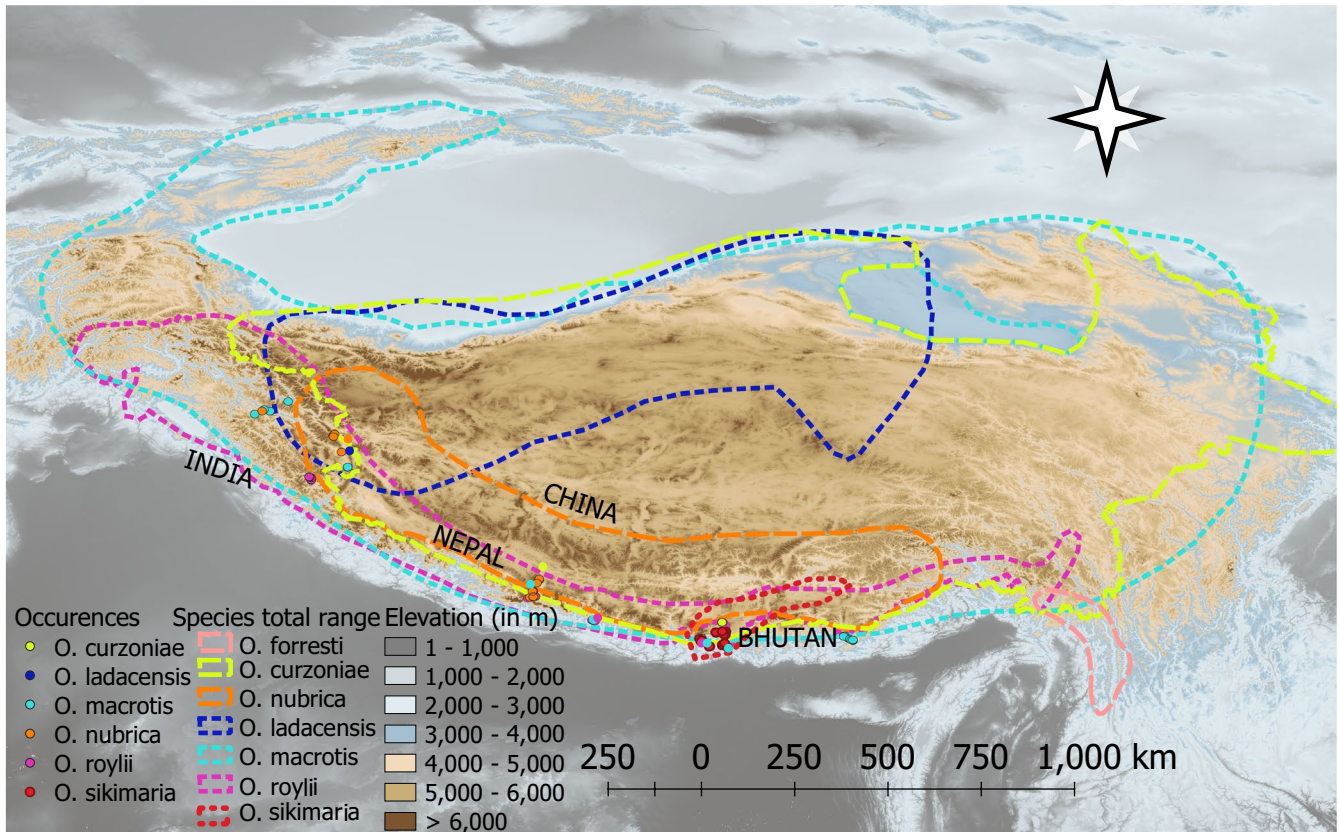 INDIA
CHINA
NEPAL
BHUTAN
Occurences
O. curzoniae
O. ladacensis
O. macrotis
O. nubrica
O. roylii
O. sikimaria
Species total range
O. forresti
O. curzoniae
O. nubrica
O. ladacensis
O. macrotis
O. roylii
O. sikimaria
Elevation (in m)
1 - 1,000
1,000 - 2,000
2,000 - 3,000
3,000 - 4,000
4,000 - 5,000
5,000 - 6,000
> 6,000
250 0 250 500 750 1,000 km